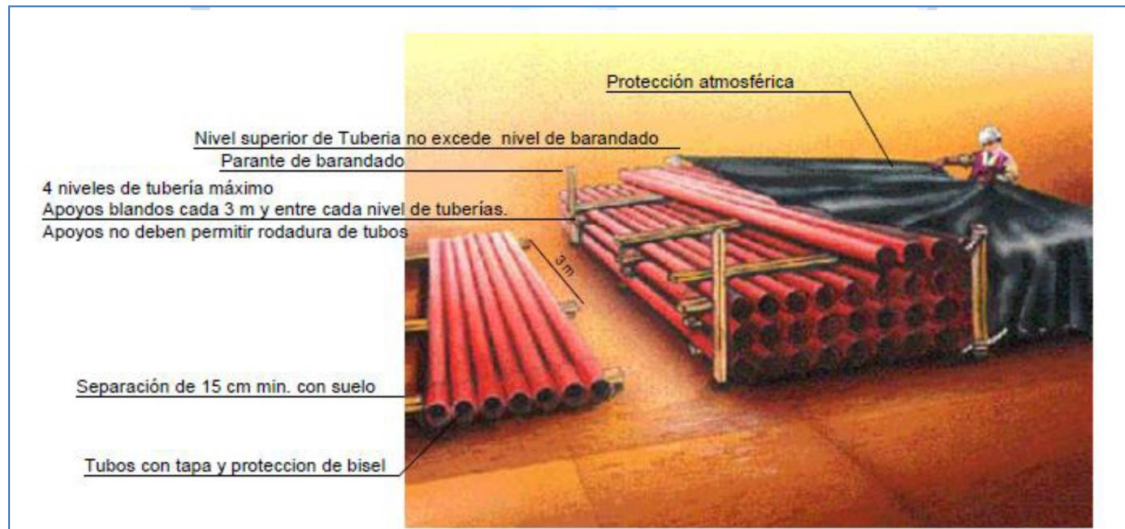 Protección atmosférica
Nivel superior de Tuberia no excede nivel de barandado
Parante de barandado
4 niveles de tubería máximo
Apoyos blandos cada 3 m y entre cada nivel de tuberías.
Apoyos no deben permitir rodadura de tubos
3 m
Separación de 15 cm min. con suelo
Tubos con tapa y proteccion de bisel